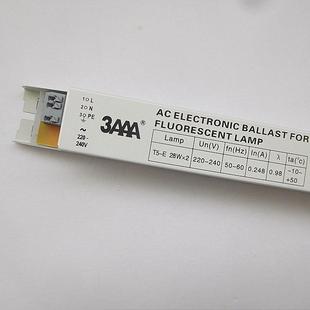 1 O L
2 O N
3 O PE
~
220-
240V
3AAA®
AC ELECTRONIC BALLAST FOR
FLUORESCENT LAMP
Lamp Un(V) fn(Hz) In(A) λ ta(°c)
T5-E 28W×2 220-240 50-60 0.248 0.98 -10-
+50